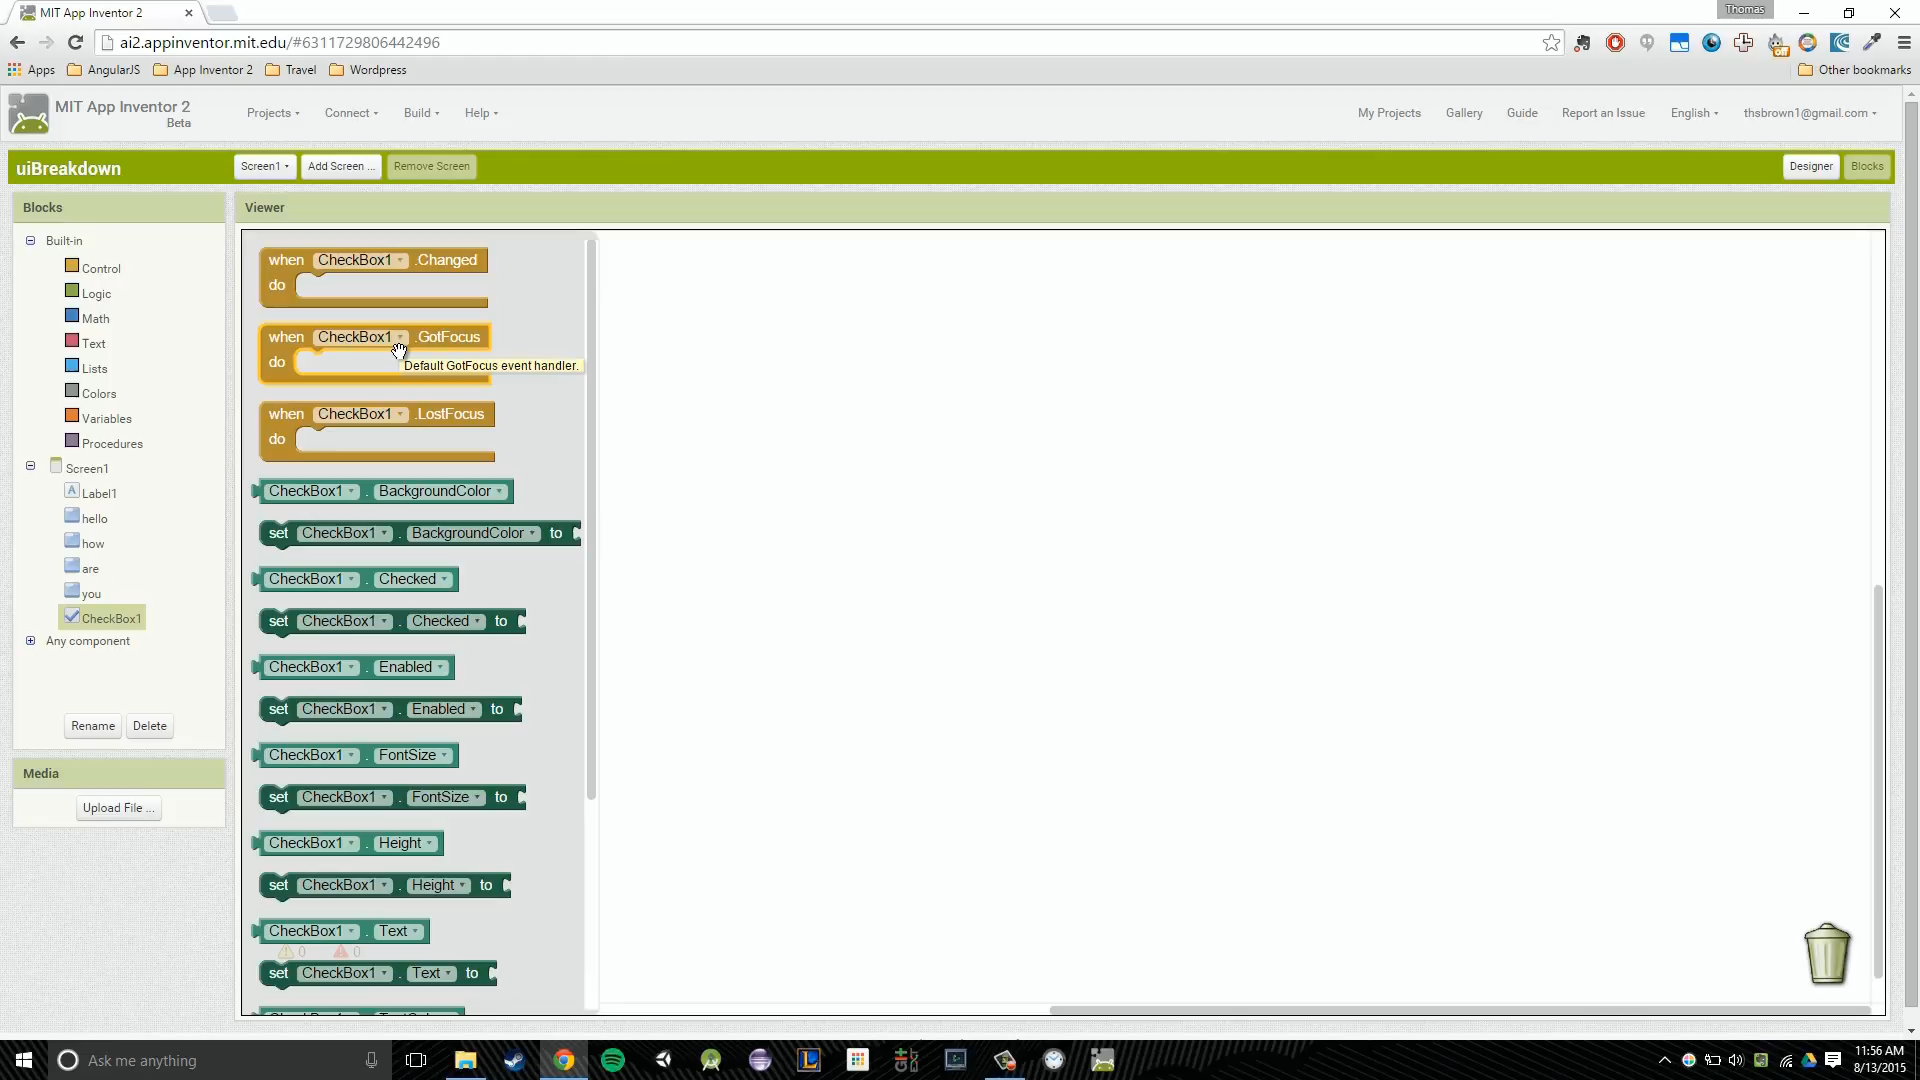 MIT App Inventor 2
Thomas
ai2.appinventor.mit.edu/#6311729806442496
Apps AngularJS App Inventor 2 Travel Wordpress Other bookmarks
MIT App Inventor 2
Beta
Projects Connect Build Help My Projects Gallery Guide Report an Issue English thsbrown1@gmail.com
uiBreakdown Screen1 Add Screen ... Remove Screen Designer Blocks
Blocks
Built-in
Control
Logic
Math
Text
Lists
Colors
Variables
Procedures
Screen1
Label1
hello
how
are
you
CheckBox1
Any component
Rename Delete
Media
Upload File ...
Viewer
when CheckBox1 .Changed
do
when CheckBox1 .GotFocus
do
Default GotFocus event handler.
when CheckBox1 .LostFocus
do
CheckBox1 . BackgroundColor
set CheckBox1 . BackgroundColor to
CheckBox1 . Checked
set CheckBox1 . Checked to
CheckBox1 . Enabled
set CheckBox1 . Enabled to
CheckBox1 . FontSize
set CheckBox1 . FontSize to
CheckBox1 . Height
set CheckBox1 . Height to
CheckBox1 . Text
0 0
set CheckBox1 . Text to
Ask me anything
11:56 AM
8/13/2015